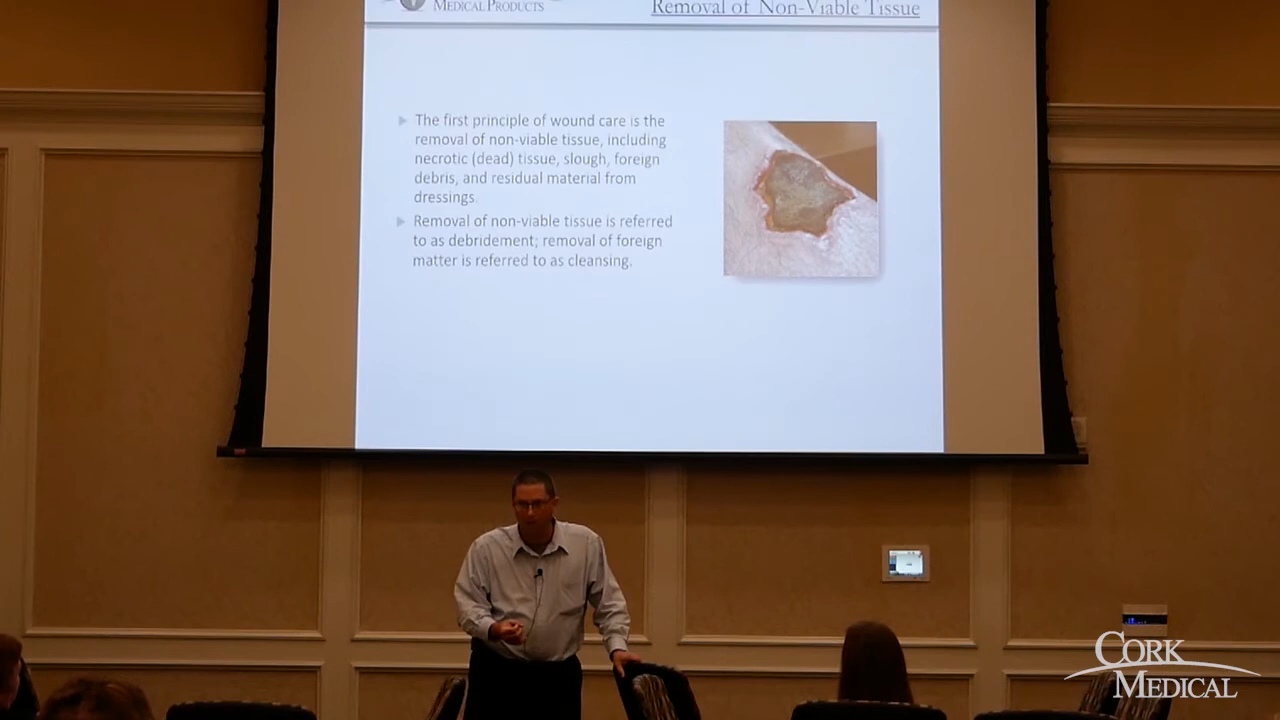 MEDICAL PRODUCTS
Removal of Non-Viable Tissue
The first principle of wound care is the
removal of non-viable tissue, including
necrotic (dead) tissue, slough, foreign
debris, and residual material from
dressings.
Removal of non-viable tissue is referred
to as debridement; removal of foreign
matter is referred to as cleansing.
CORK
MEDICAL